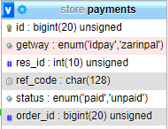 store payments
id : bigint(20) unsigned
getway : enum('idpay','zarinpal')
res_id : int(10) unsigned
ref_code : char(128)
status : enum('paid','unpaid')
order_id : bigint(20) unsigned